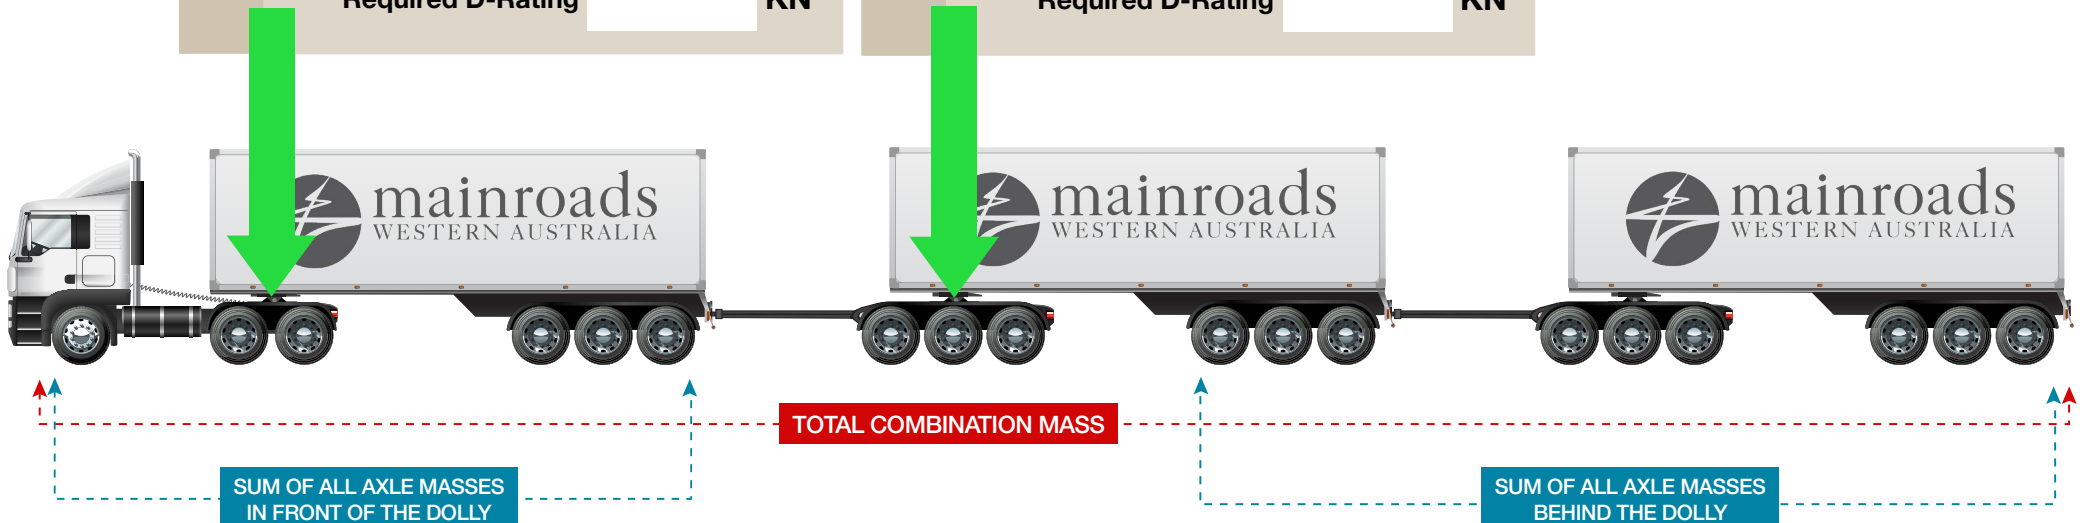 Required D-Rating KN
Required D-Rating KN
mainroads
WESTERN AUSTRALIA
mainroads
WESTERN AUSTRALIA
mainroads
WESTERN AUSTRALIA
TOTAL COMBINATION MASS
SUM OF ALL AXLE MASSES
IN FRONT OF THE DOLLY
SUM OF ALL AXLE MASSES
BEHIND THE DOLLY